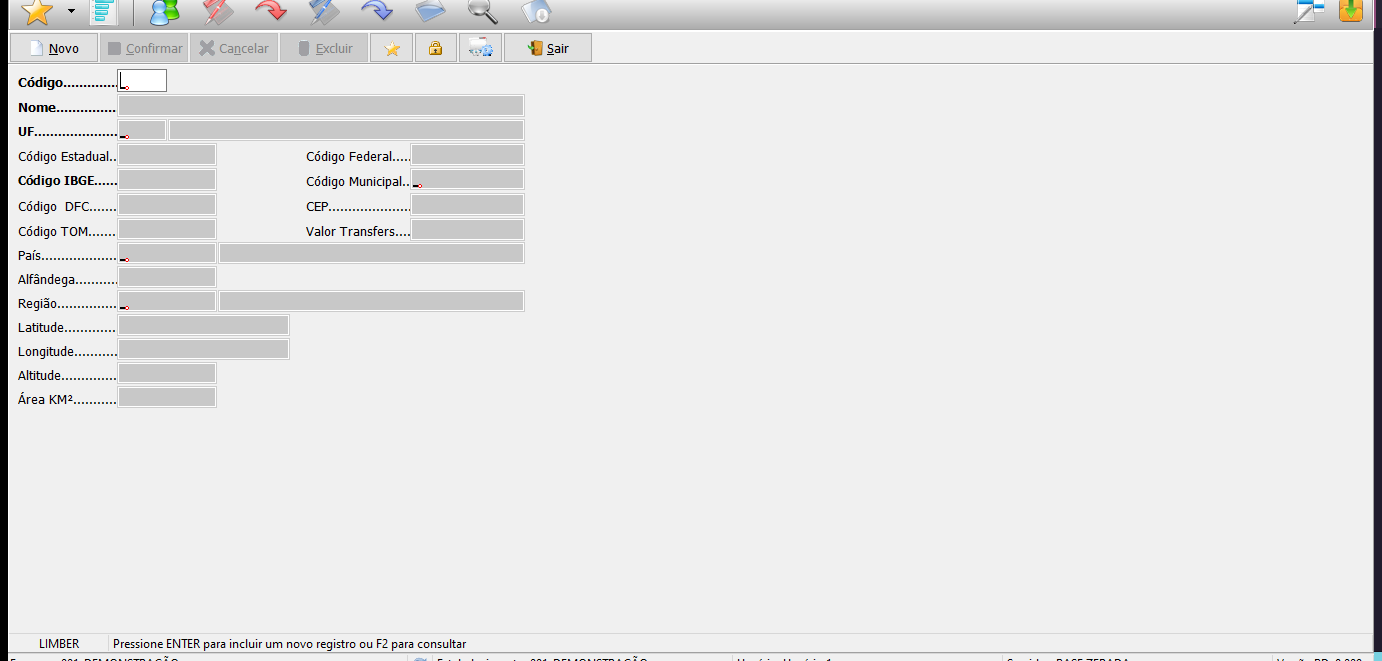 Novo Confirmar Cancelar Excluir Sair
Código..............
Nome...............
UF.....................
Código Estadual.. Código Federal.....
Código IBGE...... Código Municipal..
Código DFC....... CEP.....................
Código TOM....... Valor Transfers....
País...................
Alfândega...........
Região................
Latitude..............
Longitude...........
Altitude..............
Área KM²...........
LIMBER Pressione ENTER para incluir um novo registro ou F2 para consultar